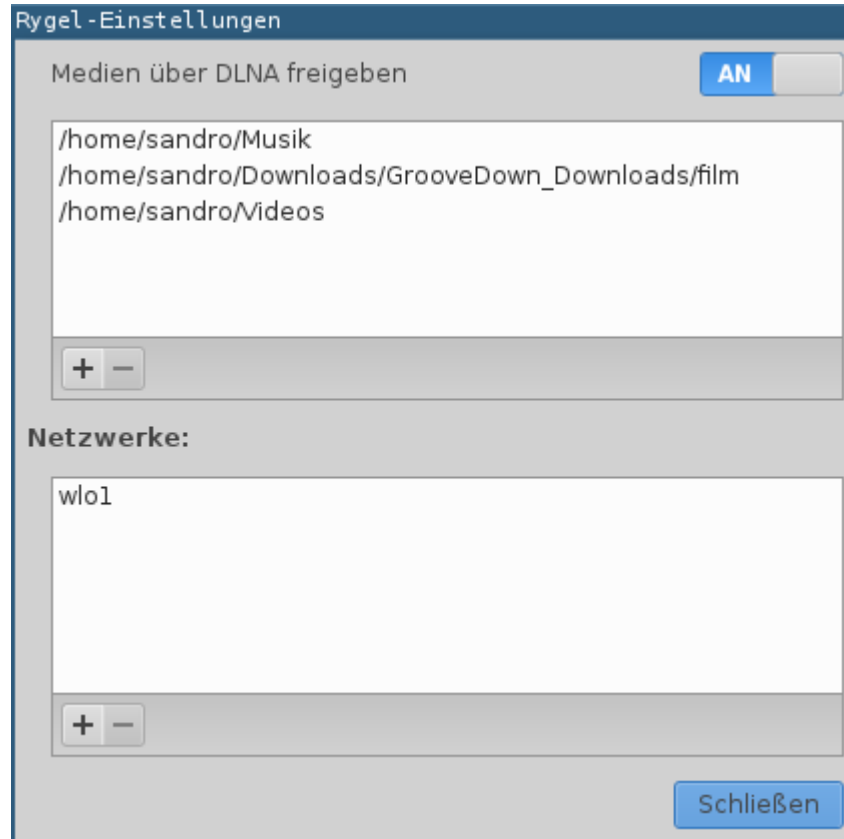 Rygel-Einstellungen
Medien über DLNA freigeben
AN
/home/sandro/Musik
/home/sandro/Downloads/GrooveDown_Downloads/film
/home/sandro/Videos
+ −
Netzwerke:
wlo1
+ −
Schließen